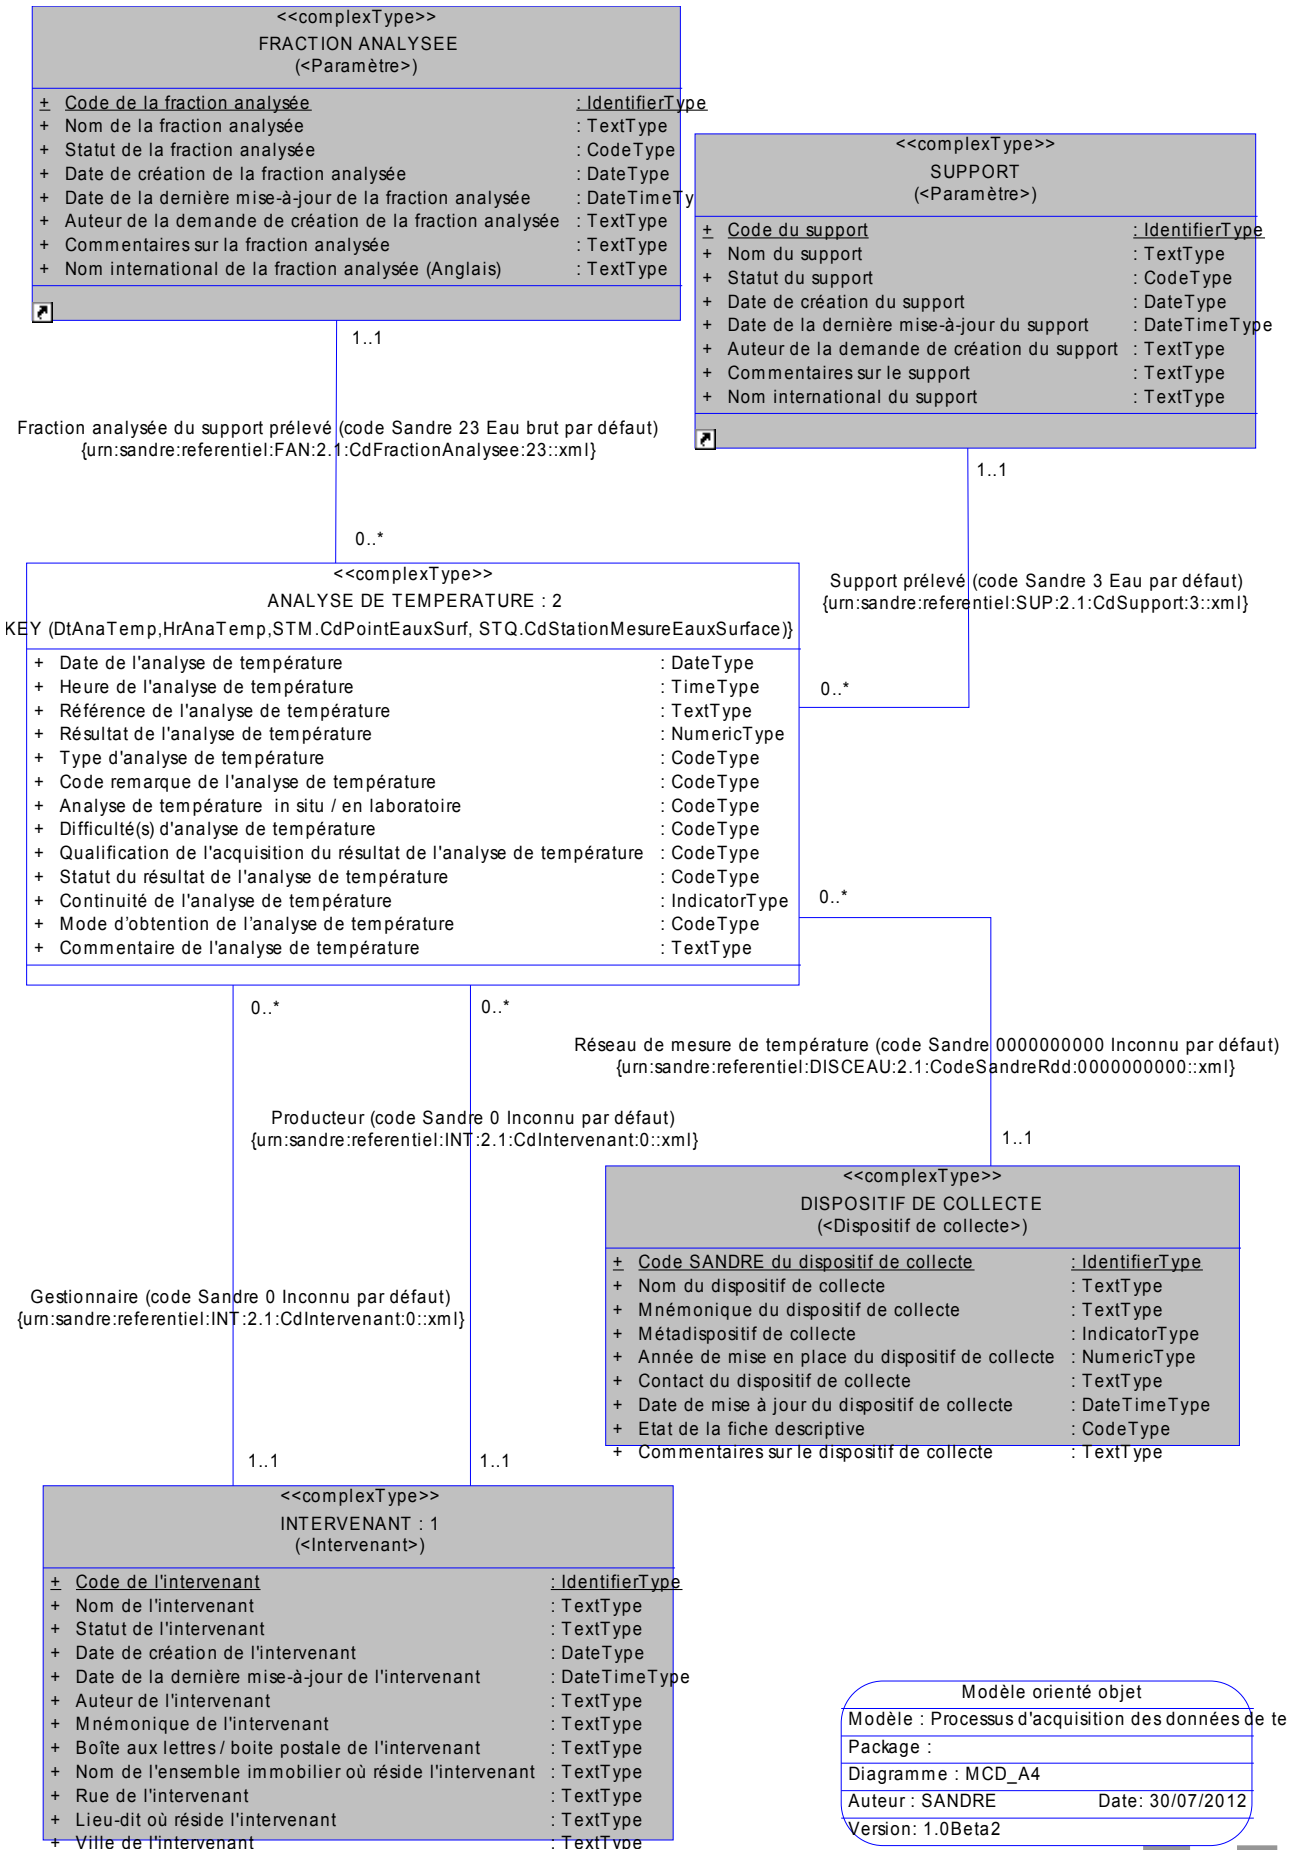 <<complexType>>
FRACTION ANALYSEE
(<Paramètre>)
+ Code de la fraction analysée : IdentifierType
+ Nom de la fraction analysée : TextType
+ Statut de la fraction analysée : CodeType
+ Date de création de la fraction analysée : DateType
+ Date de la dernière mise-à-jour de la fraction analysée : DateTimeTy
+ Auteur de la demande de création de la fraction analysée : TextType
+ Commentaires sur la fraction analysée : TextType
+ Nom international de la fraction analysée (Anglais) : TextType
<<complexType>>
SUPPORT
(<Paramètre>)
+ Code du support : IdentifierType
+ Nom du support : TextType
+ Statut du support : CodeType
+ Date de création du support : DateType
+ Date de la dernière mise-à-jour du support : DateTimeType
+ Auteur de la demande de création du support : TextType
+ Commentaires sur le support : TextType
+ Nom international du support : TextType
1..1
Fraction analysée du support prélevé (code Sandre 23 Eau brut par défaut)
{urn:sandre:referentiel:FAN:2.1:CdFractionAnalysee:23::xml}
0..*
1..1
Support prélevé (code Sandre 3 Eau par défaut)
{urn:sandre:referentiel:SUP:2.1:CdSupport:3::xml}
0..*
<<complexType>>
ANALYSE DE TEMPERATURE : 2
KEY (DtAnaTemp,HrAnaTemp,STM.CdPointEauxSurf, STQ.CdStationMesureEauxSurface)}
+ Date de l'analyse de température : DateType
+ Heure de l'analyse de température : TimeType
+ Référence de l'analyse de température : TextType
+ Résultat de l'analyse de température : NumericType
+ Type d'analyse de température : CodeType
+ Code remarque de l'analyse de température : CodeType
+ Analyse de température in situ / en laboratoire : CodeType
+ Difficulté(s) d'analyse de température : CodeType
+ Qualification de l'acquisition du résultat de l'analyse de température : CodeType
+ Statut du résultat de l'analyse de température : CodeType
+ Continuité de l'analyse de température : IndicatorType
+ Mode d’obtention de l’analyse de température : CodeType
+ Commentaire de l'analyse de température : TextType
0..*
0..*
0..*
Réseau de mesure de température (code Sandre 0000000000 Inconnu par défaut)
{urn:sandre:referentiel:DISCEAU:2.1:CodeSandreRdd:0000000000::xml}
1..1
Producteur (code Sandre 0 Inconnu par défaut)
{urn:sandre:referentiel:INT:2.1:CdIntervenant:0::xml}
Gestionnaire (code Sandre 0 Inconnu par défaut)
{urn:sandre:referentiel:INT:2.1:CdIntervenant:0::xml}
1..1
1..1
<<complexType>>
DISPOSITIF DE COLLECTE
(<Dispositif de collecte>)
+ Code SANDRE du dispositif de collecte : IdentifierType
+ Nom du dispositif de collecte : TextType
+ Mnémonique du dispositif de collecte : TextType
+ Métadispositif de collecte : IndicatorType
+ Année de mise en place du dispositif de collecte : NumericType
+ Contact du dispositif de collecte : TextType
+ Date de mise à jour du dispositif de collecte : DateTimeType
+ Etat de la fiche descriptive : CodeType
+ Commentaires sur le dispositif de collecte : TextType
<<complexType>>
INTERVENANT : 1
(<Intervenant>)
+ Code de l'intervenant : IdentifierType
+ Nom de l'intervenant : TextType
+ Statut de l'intervenant : TextType
+ Date de création de l'intervenant : DateType
+ Date de la dernière mise-à-jour de l'intervenant : DateTimeType
+ Auteur de l'intervenant : TextType
+ Mnémonique de l'intervenant : TextType
+ Boîte aux lettres / boite postale de l'intervenant : TextType
+ Nom de l'ensemble immobilier où réside l'intervenant : TextType
+ Rue de l'intervenant : TextType
+ Lieu-dit où réside l'intervenant : TextType
+ Ville de l'intervenant : TextType
Modèle orienté objet
Modèle : Processus d'acquisition des données de te
Package :
Diagramme : MCD_A4
Auteur : SANDRE Date: 30/07/2012
Version: 1.0Beta2